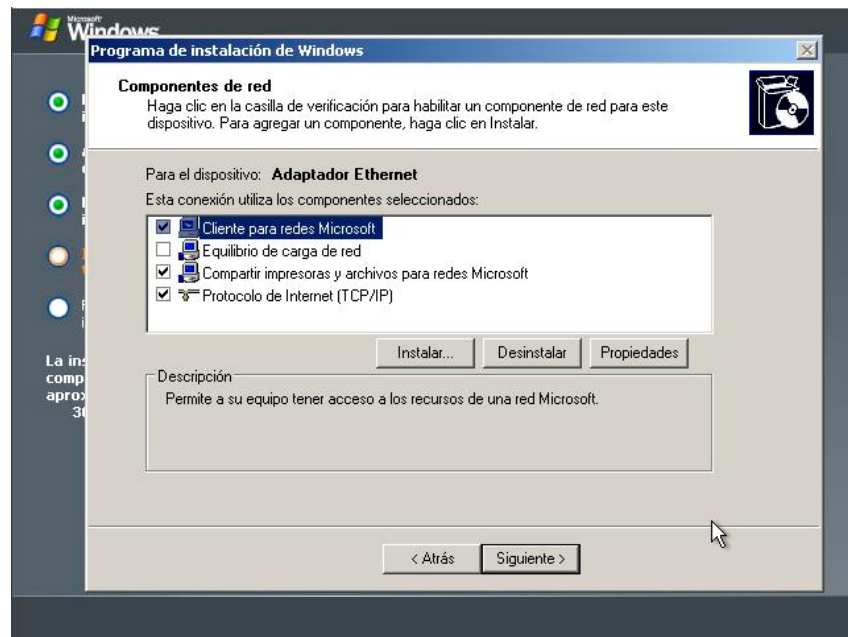 Microsoft
Windows
Programa de instalación de Windows
Componentes de red
Haga clic en la casilla de verificación para habilitar un componente de red para este
dispositivo. Para agregar un componente, haga clic en Instalar.
Para el dispositivo: Adaptador Ethernet
Esta conexión utiliza los componentes seleccionados:
Cliente para redes Microsoft
Equilibrio de carga de red
Compartir impresoras y archivos para redes Microsoft
Protocolo de Internet (TCP/IP)
Instalar... Desinstalar Propiedades
La
Descripción
Permite a su equipo tener acceso a los recursos de una red Microsoft.
< Atrás Siguiente >